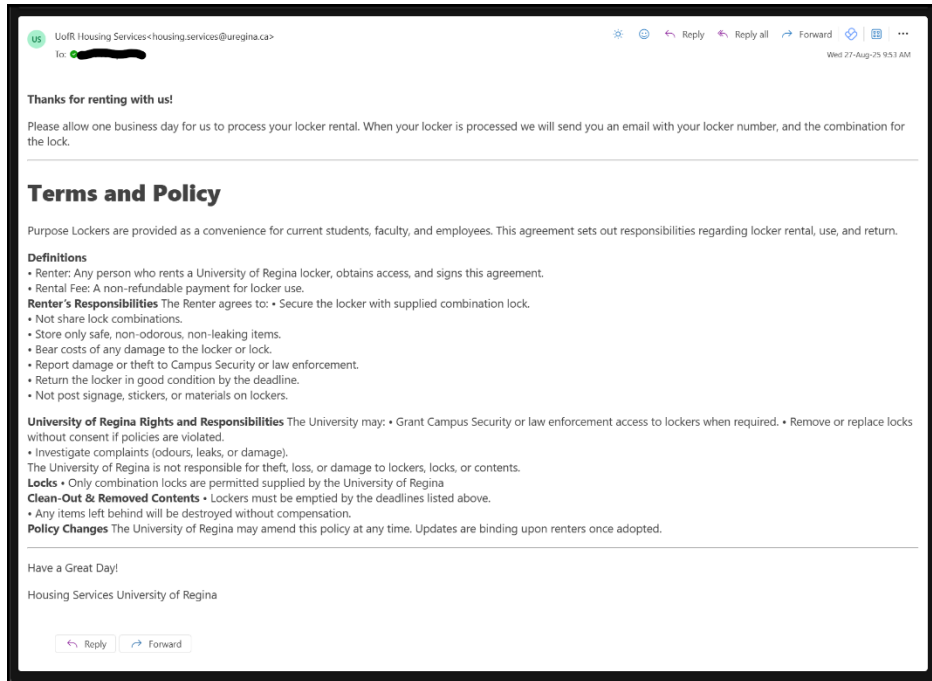 US
UofR Housing Services<housing.services@uregina.ca>
Reply
Reply all
Forward
To:
Wed 27-Aug-25 9:53 AM
Thanks for renting with us!
Please allow one business day for us to process your locker rental. When your locker is processed we will send you an email with your locker number, and the combination for
the lock.
Terms and Policy
Purpose Lockers are provided as a convenience for current students, faculty, and employees. This agreement sets out responsibilities regarding locker rental, use, and return.
Definitions
• Renter: Any person who rents a University of Regina locker, obtains access, and signs this agreement.
• Rental Fee: A non-refundable payment for locker use.
Renter's Responsibilities The Renter agrees to: • Secure the locker with supplied combination lock.
• Not share lock combinations.
• Store only safe, non-odorous, non-leaking items.
• Bear costs of any damage to the locker or lock.
• Report damage or theft to Campus Security or law enforcement.
• Return the locker in good condition by the deadline.
• Not post signage, stickers, or materials on lockers.
University of Regina Rights and Responsibilities The University may: • Grant Campus Security or law enforcement access to lockers when required. • Remove or replace locks
without consent if policies are violated.
• Investigate complaints (odours, leaks, or damage).
The University of Regina is not responsible for theft, loss, or damage to lockers, locks, or contents.
Locks • Only combination locks are permitted supplied by the University of Regina
Clean-Out & Removed Contents • Lockers must be emptied by the deadlines listed above.
• Any items left behind will be destroyed without compensation.
Policy Changes The University of Regina may amend this policy at any time. Updates are binding upon renters once adopted.
Have a Great Day!
Housing Services University of Regina
Reply
Forward